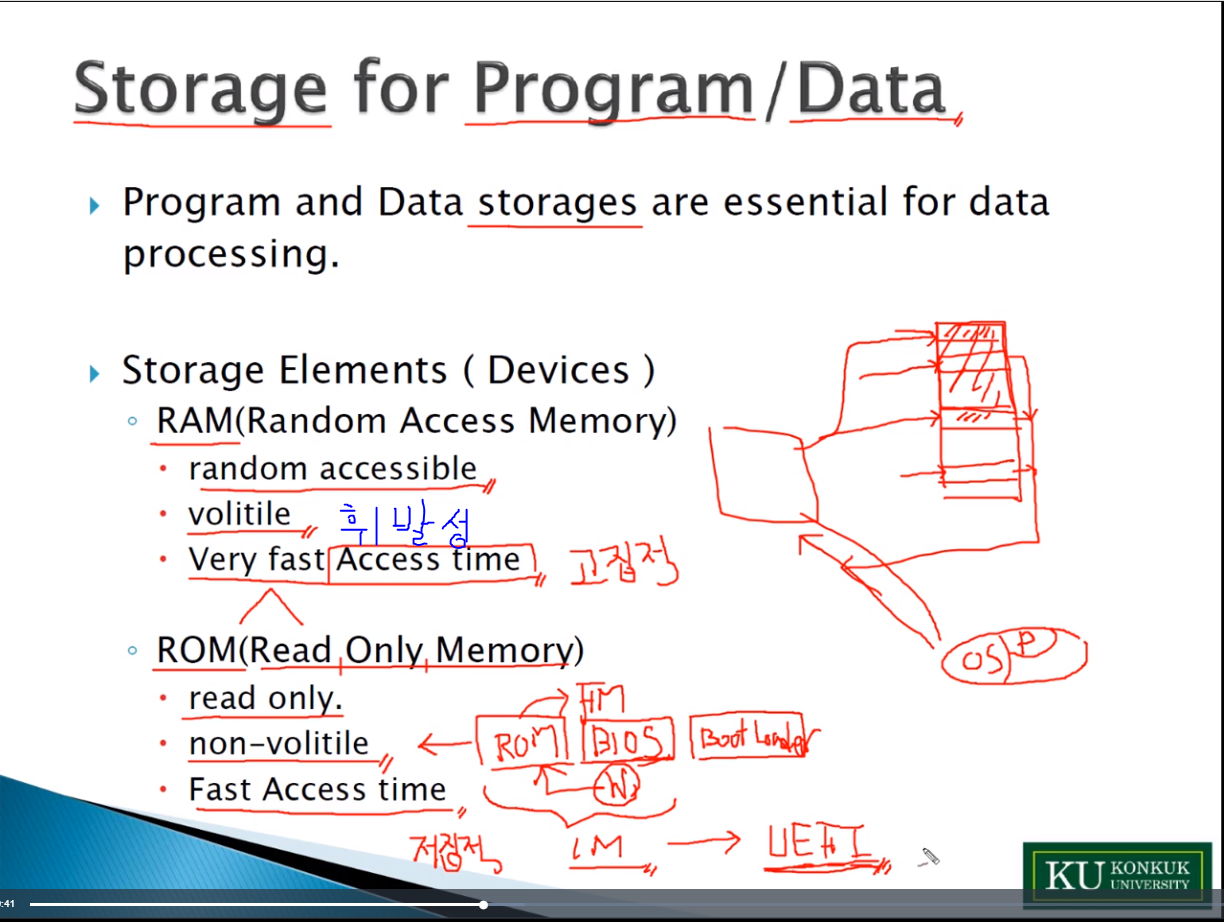 Storage for Program/Data
Program and Data storages are essential for data
processing.
Storage Elements ( Devices )
RAM(Random Access Memory)
random accessible
volitile 휘발성
Very fast Access time 고집적
OS P
ROM(Read Only Memory)
read only.
non-volitile ROM BIOS Boot Loader
Fast Access time
저집적 UEFI
KU KONKUK
UNIVERSITY
:41